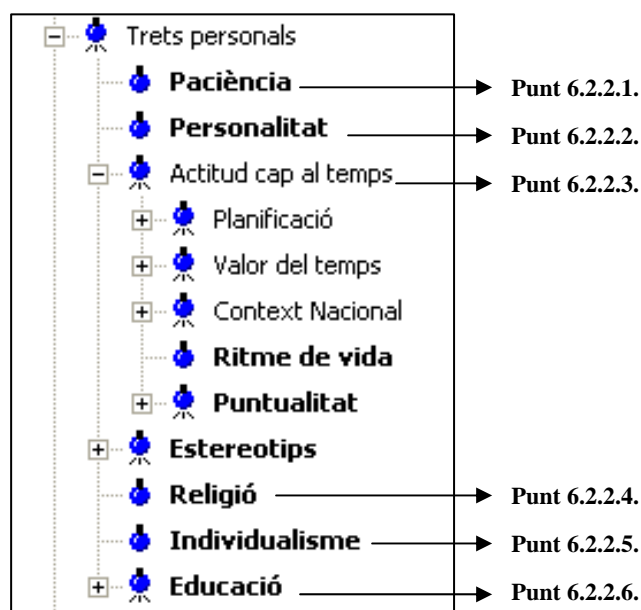 Trets personals
Paciència Punt 6.2.2.1.
Personalitat Punt 6.2.2.2.
Actitud cap al temps Punt 6.2.2.3.
Planificació
Valor del temps
Context Nacional
Ritme de vida
Puntualitat
Estereotips
Religió Punt 6.2.2.4.
Individualisme Punt 6.2.2.5.
Educació Punt 6.2.2.6.